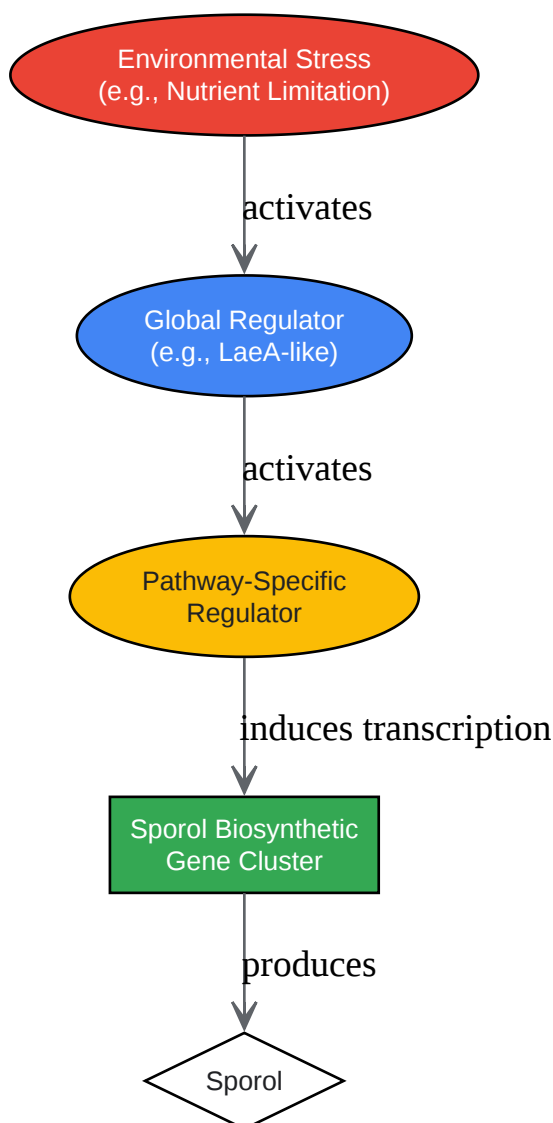 Environmental Stress
(e.g., Nutrient Limitation)
activates
Global Regulator
(e.g., LaeA-like)
activates
Pathway-Specific
Regulator
induces transcription
Sporol Biosynthetic
Gene Cluster
produces
Sporol